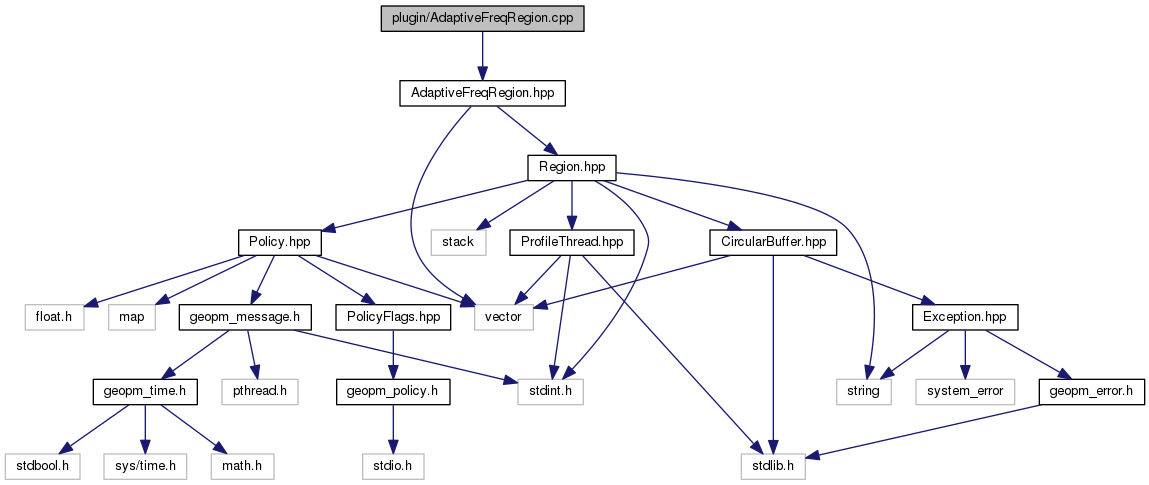 plugin/AdaptiveFreqRegion.cpp
AdaptiveFreqRegion.hpp
Region.hpp
Policy.hpp
stack
ProfileThread.hpp
CircularBuffer.hpp
float.h
map
geopm_message.h
PolicyFlags.hpp
vector
Exception.hpp
geopm_time.h
pthread.h
geopm_policy.h
stdint.h
string
system_error
geopm_error.h
stdbool.h
sys/time.h
math.h
stdio.h
stdlib.h